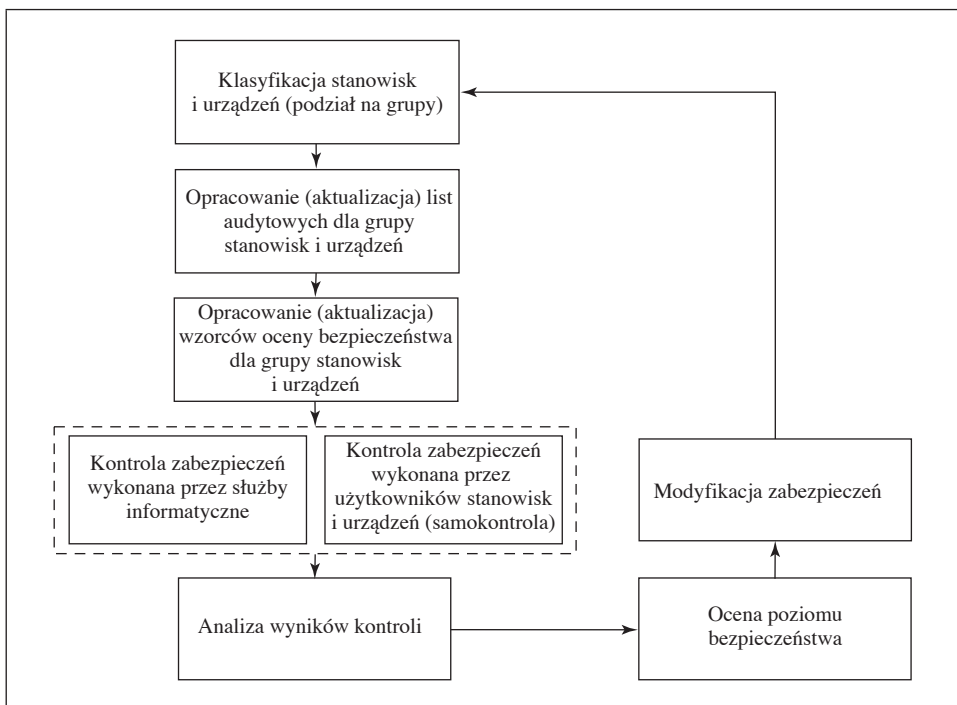 Klasyfikacja stanowisk
i urządzeń (podział na grupy)
Opracowanie (aktualizacja) list
audytowych dla grupy
stanowisk i urządzeń
Opracowanie (aktualizacja)
wzorców oceny bezpieczeństwa
dla grupy stanowisk
i urządzeń
Kontrola zabezpieczeń
wykonana przez służby
informatyczne
Kontrola zabezpieczeń
wykonana przez
użytkowników stanowisk
i urządzeń (samokontrola)
Analiza wyników kontroli
Ocena poziomu
bezpieczeństwa
Modyfikacja zabezpieczeń